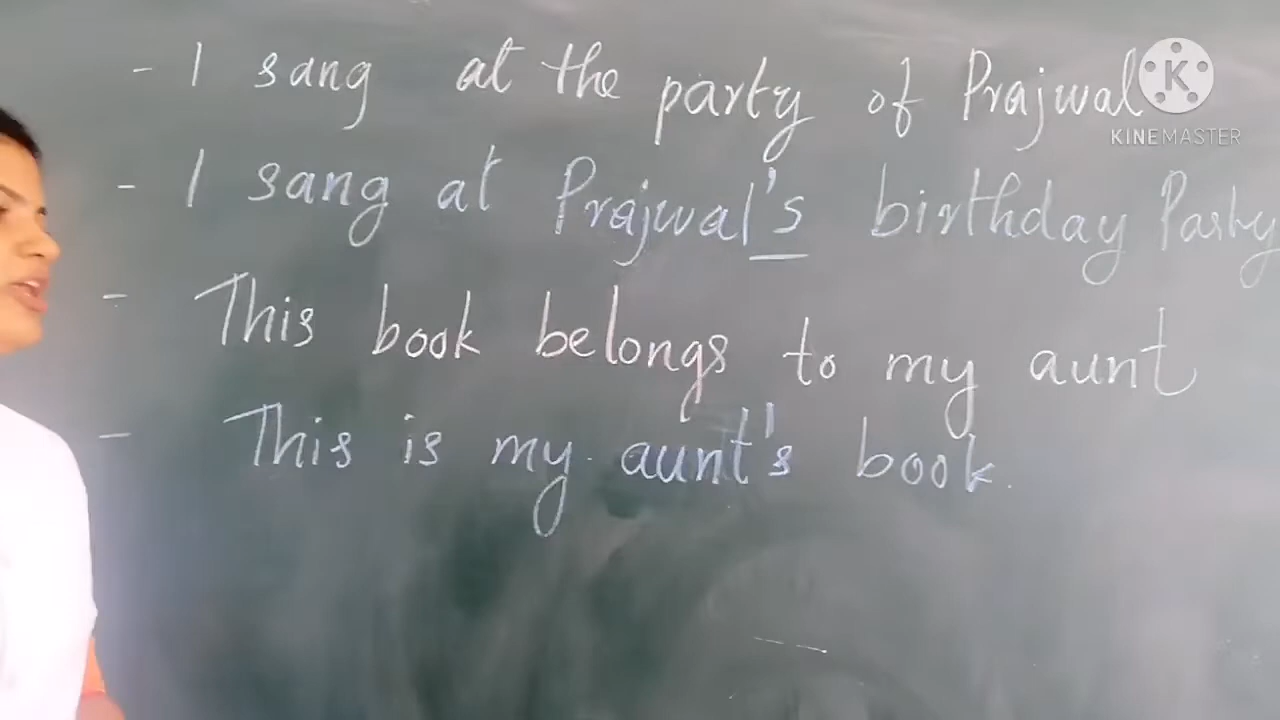 - I sang at the party of Prajwal
KINEMASTER
- I sang at Prajwal's birthday Party
- This book belongs to my aunt
- This is my aunt's book.